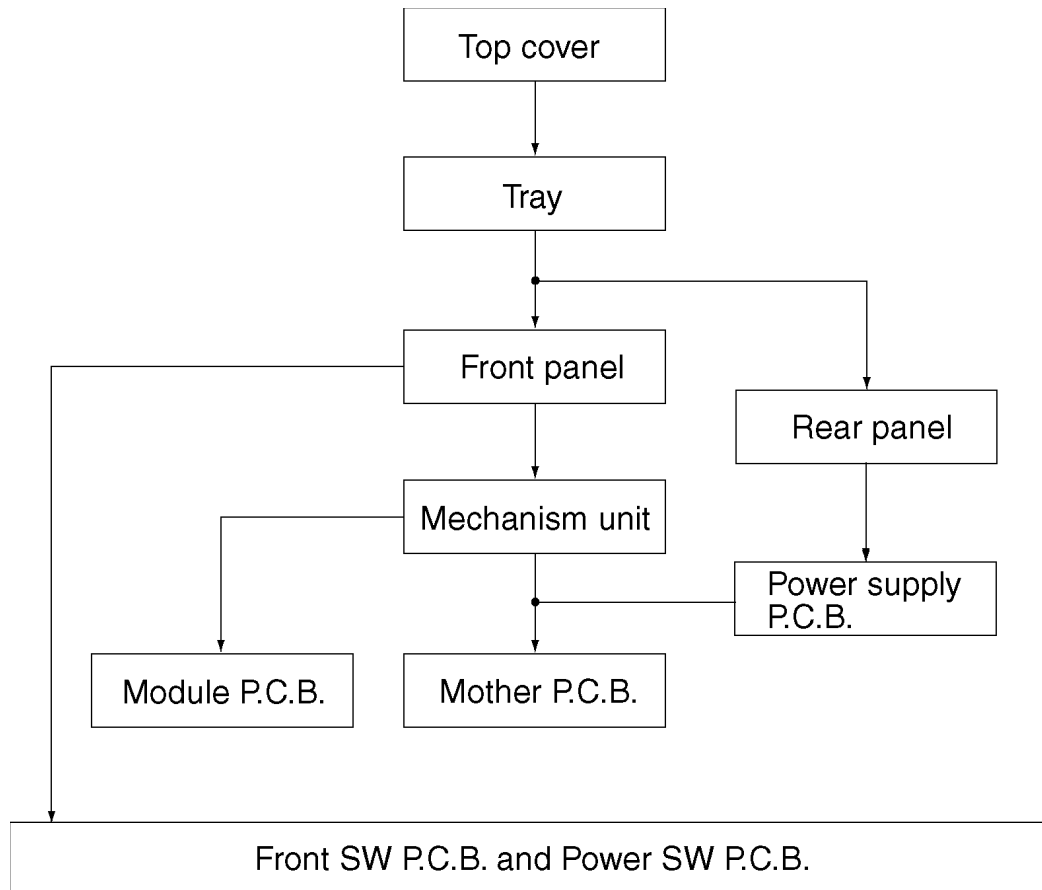 Top cover
Tray
Front panel
Rear panel
Mechanism unit
Power supply
P.C.B.
Module P.C.B.
Mother P.C.B.
Front SW P.C.B. and Power SW P.C.B.